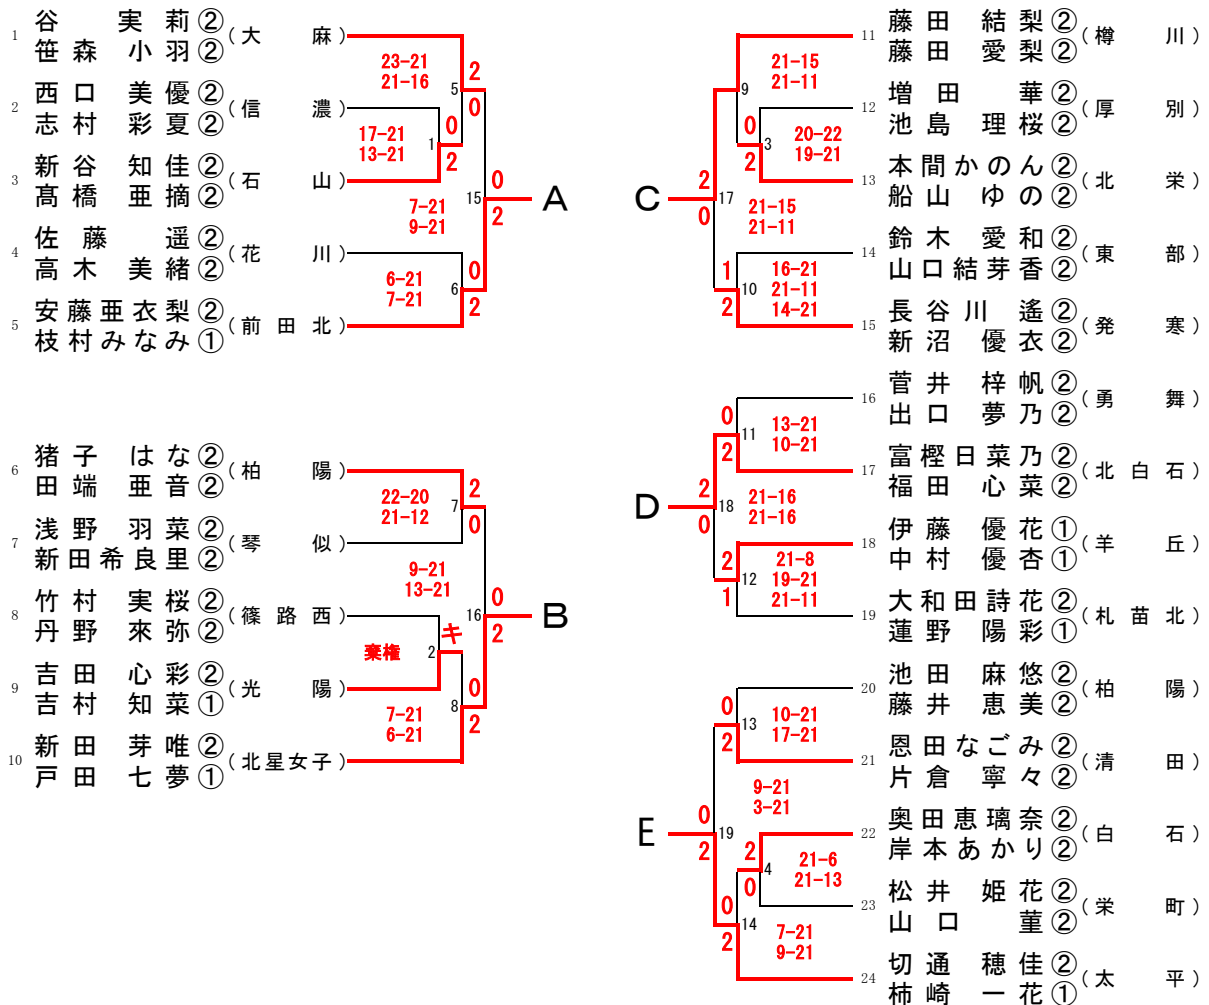 1 谷 実莉② (大麻)
笹森 小羽②
23-21
21-16
2
5
0
2 西口 美優② (信濃)
志村 彩夏②
17-21
13-21
0
1
2
3 新谷 知佳② (石山)
髙橋 亜摘②
0
15 A
2
7-21
9-21
4 佐藤 遥② (花川)
高木 美緒②
6-21
7-21
0
6
2
5 安藤亜衣梨② (前田北)
枝村みなみ①
6 猪子 はな② (柏陽)
田端 亜音②
22-20
21-12
2
7
0
7 浅野 羽菜② (琴似)
新田希良里②
9-21
13-21
0
16 B
2
8 竹村 実桜② (篠路西)
丹野 來弥②
棄権
キ
2
9 吉田 心彩② (光陽)
吉村 知菜①
7-21
6-21
0
8
2
10 新田 芽唯② (北星女子)
戸田 七夢①
11 藤田 結梨② (樽川)
藤田 愛梨②
21-15
21-11
9
12 増田 華② (厚別)
池島 理桜②
0
3
2
20-22
19-21
13 本間かのん② (北栄)
船山 ゆの②
2
C 17
0
21-15
21-11
14 鈴木 愛和② (東部)
山口結芽香②
1
10
2
16-21
21-11
14-21
15 長谷川 遙② (発寒)
新沼 優衣②
16 菅井 梓帆② (勇舞)
出口 夢乃②
0
11
2
13-21
10-21
17 富樫日菜乃② (北白石)
福田 心菜②
2
D 18
0
21-16
21-16
18 伊藤 優花① (羊丘)
中村 優杏①
2
12
1
21-8
19-21
21-11
19 大和田詩花② (札苗北)
蓮野 陽彩①
20 池田 麻悠② (柏陽)
藤井 恵美②
0
13
2
10-21
17-21
21 恩田なごみ② (清田)
片倉 寧々②
9-21
3-21
0
E 19
2
22 奥田恵璃奈② (白石)
岸本あかり②
2
4
0
21-6
21-13
23 松井 姫花② (栄町)
山口 菫②
0
14
2
7-21
9-21
24 切通 穂佳② (太平)
柿崎 一花①